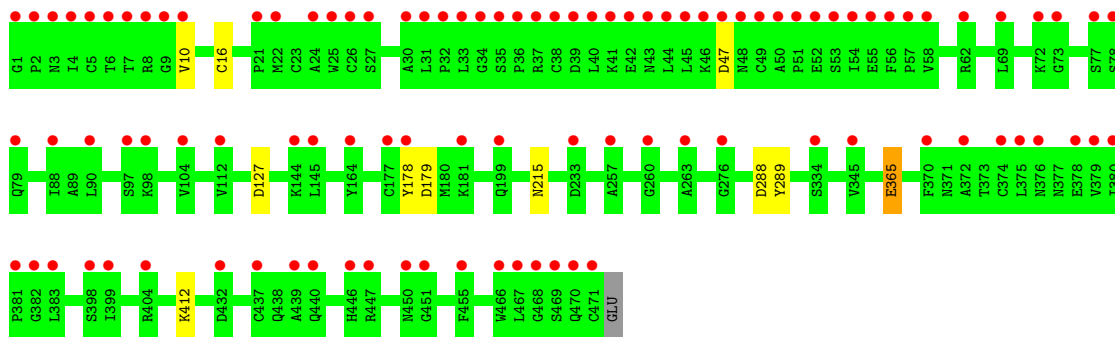 G1 P2 N3 I4 C5 T6 T7 R8 G9 V10 C16 P21 M22 C23 A24 W25 C26 S27 A30 L31 P32 L33 G34 S35 P36 R37 C38 D39 L40 K41 E42 N43 L44 L45 K46 D47 N48 C49 A50 P51 E52 S53 I54 E55 F56 P57 V58 R62 L69 K72 G73 S77 S78
Q79 I88 A89 L90 S97 K98 V104 V112 D127 K144 L145 Y164 C177 Y178 D179 M180 K181 Q199 N215 D233 A257 G260 A263 G276 D288 Y289 S334 V345 E365 F370 N371 A372 T373 C374 L375 N376 N377 E378 V379 I380
P381 G382 L383 S398 I399 R404 K412 D432 C437 Q438 A439 Q440 H446 R447 N450 G451 F455 W466 L467 G468 S469 Q470 C471 GLU